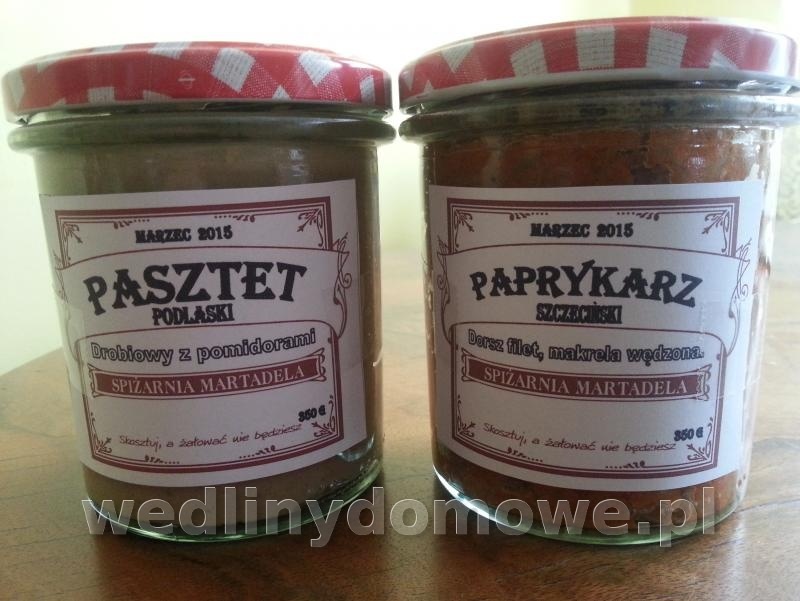 MARZEC 2015
PASZTET
PODLASKI
Drobiowy z pomidorami
SPIŻARNIA MARTADELA
350 G
Skosztuj, a żałować nie będziesz
MARZEC 2015
PAPRYKARZ
SZCZECIŃSKI
Dorsz filet, makrela wędzona.
SPIŻARNIA MARTADELA
350 G
Skosztuj, a żałować nie będziesz
wedlinydomowe.pl